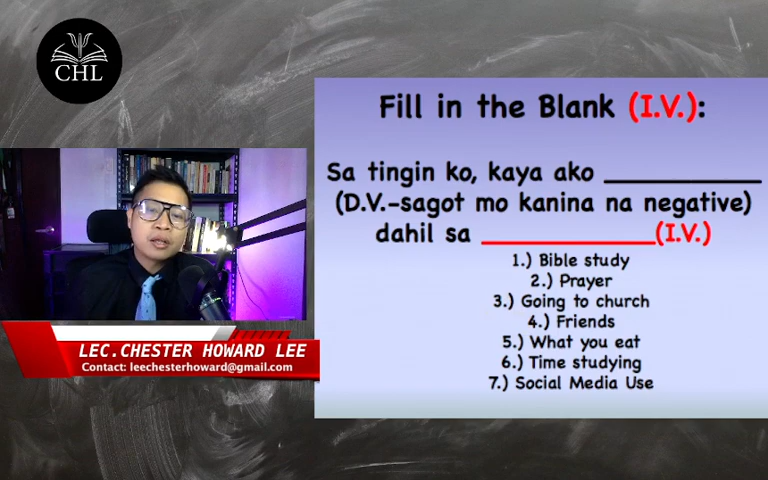 CHL
Fill in the Blank (I.V.):
Sa tingin ko, kaya ako ____________
(D.V.-sagot mo kanina na negative)
dahil sa _____________(I.V.)
1.) Bible study
2.) Prayer
3.) Going to church
4.) Friends
5.) What you eat
6.) Time studying
7.) Social Media Use
LEC.CHESTER HOWARD LEE
Contact: leechesterhoward@gmail.com